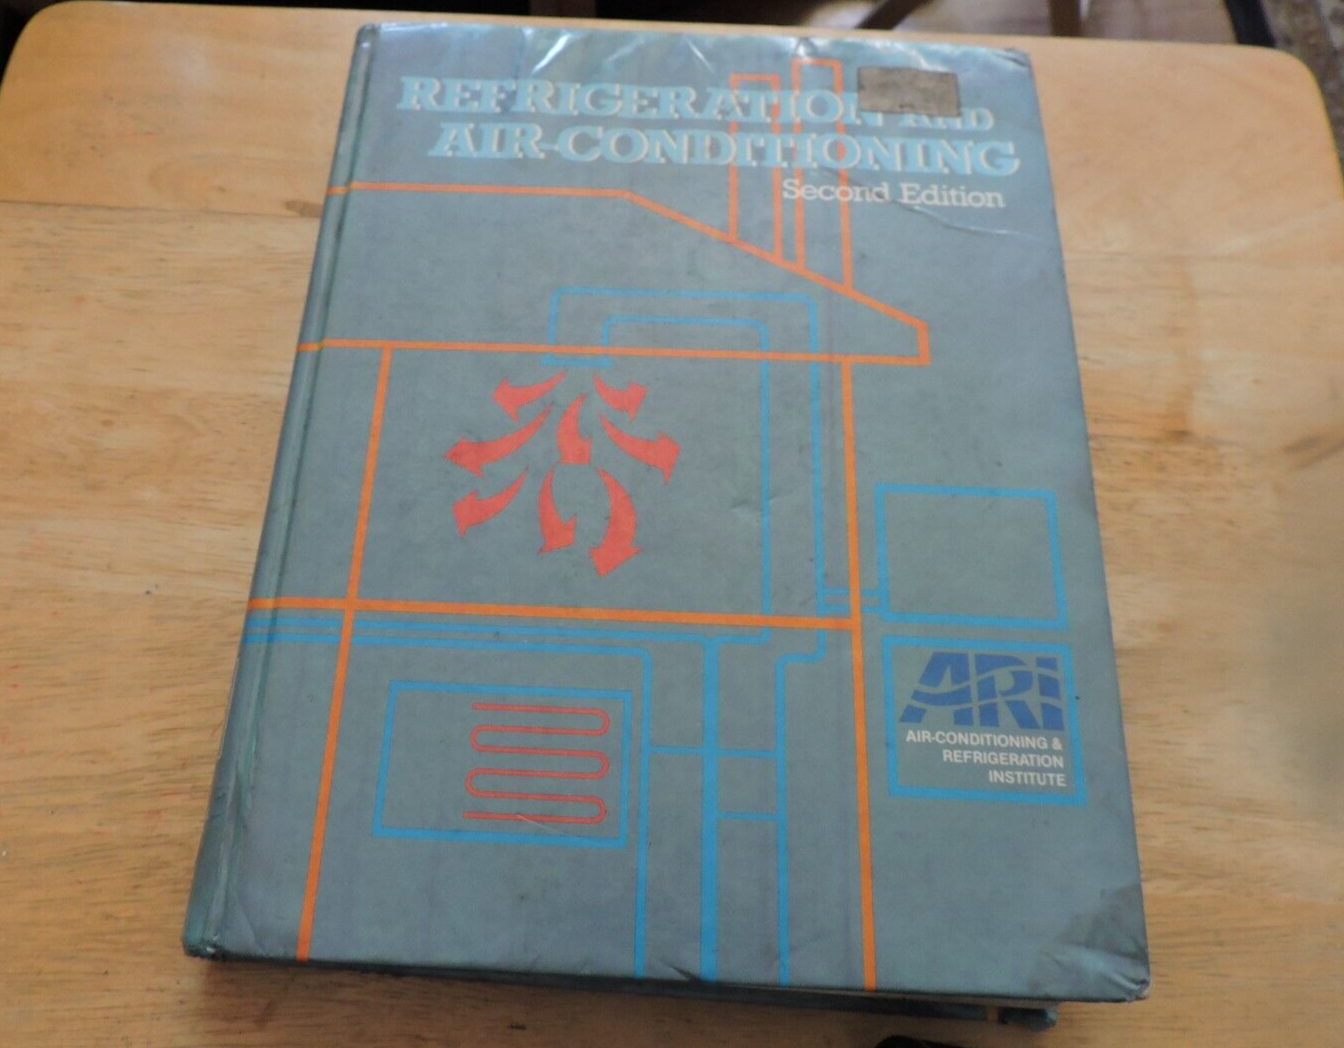 REFRIGERATION AND
AIR-CONDITIONING
Second Edition
ARI
AIR-CONDITIONING &
REFRIGERATION
INSTITUTE